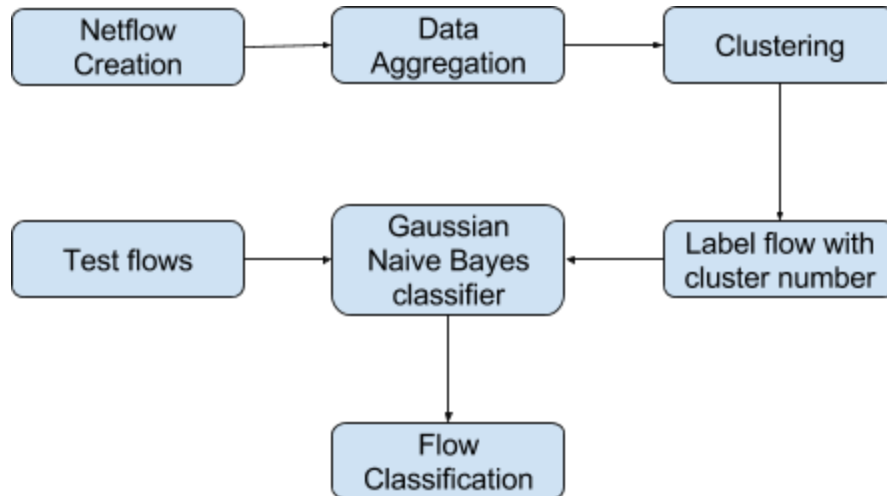 Netflow
Creation
Data
Aggregation
Clustering
Test flows
Gaussian
Naive Bayes
classifier
Label flow with
cluster number
Flow
Classification